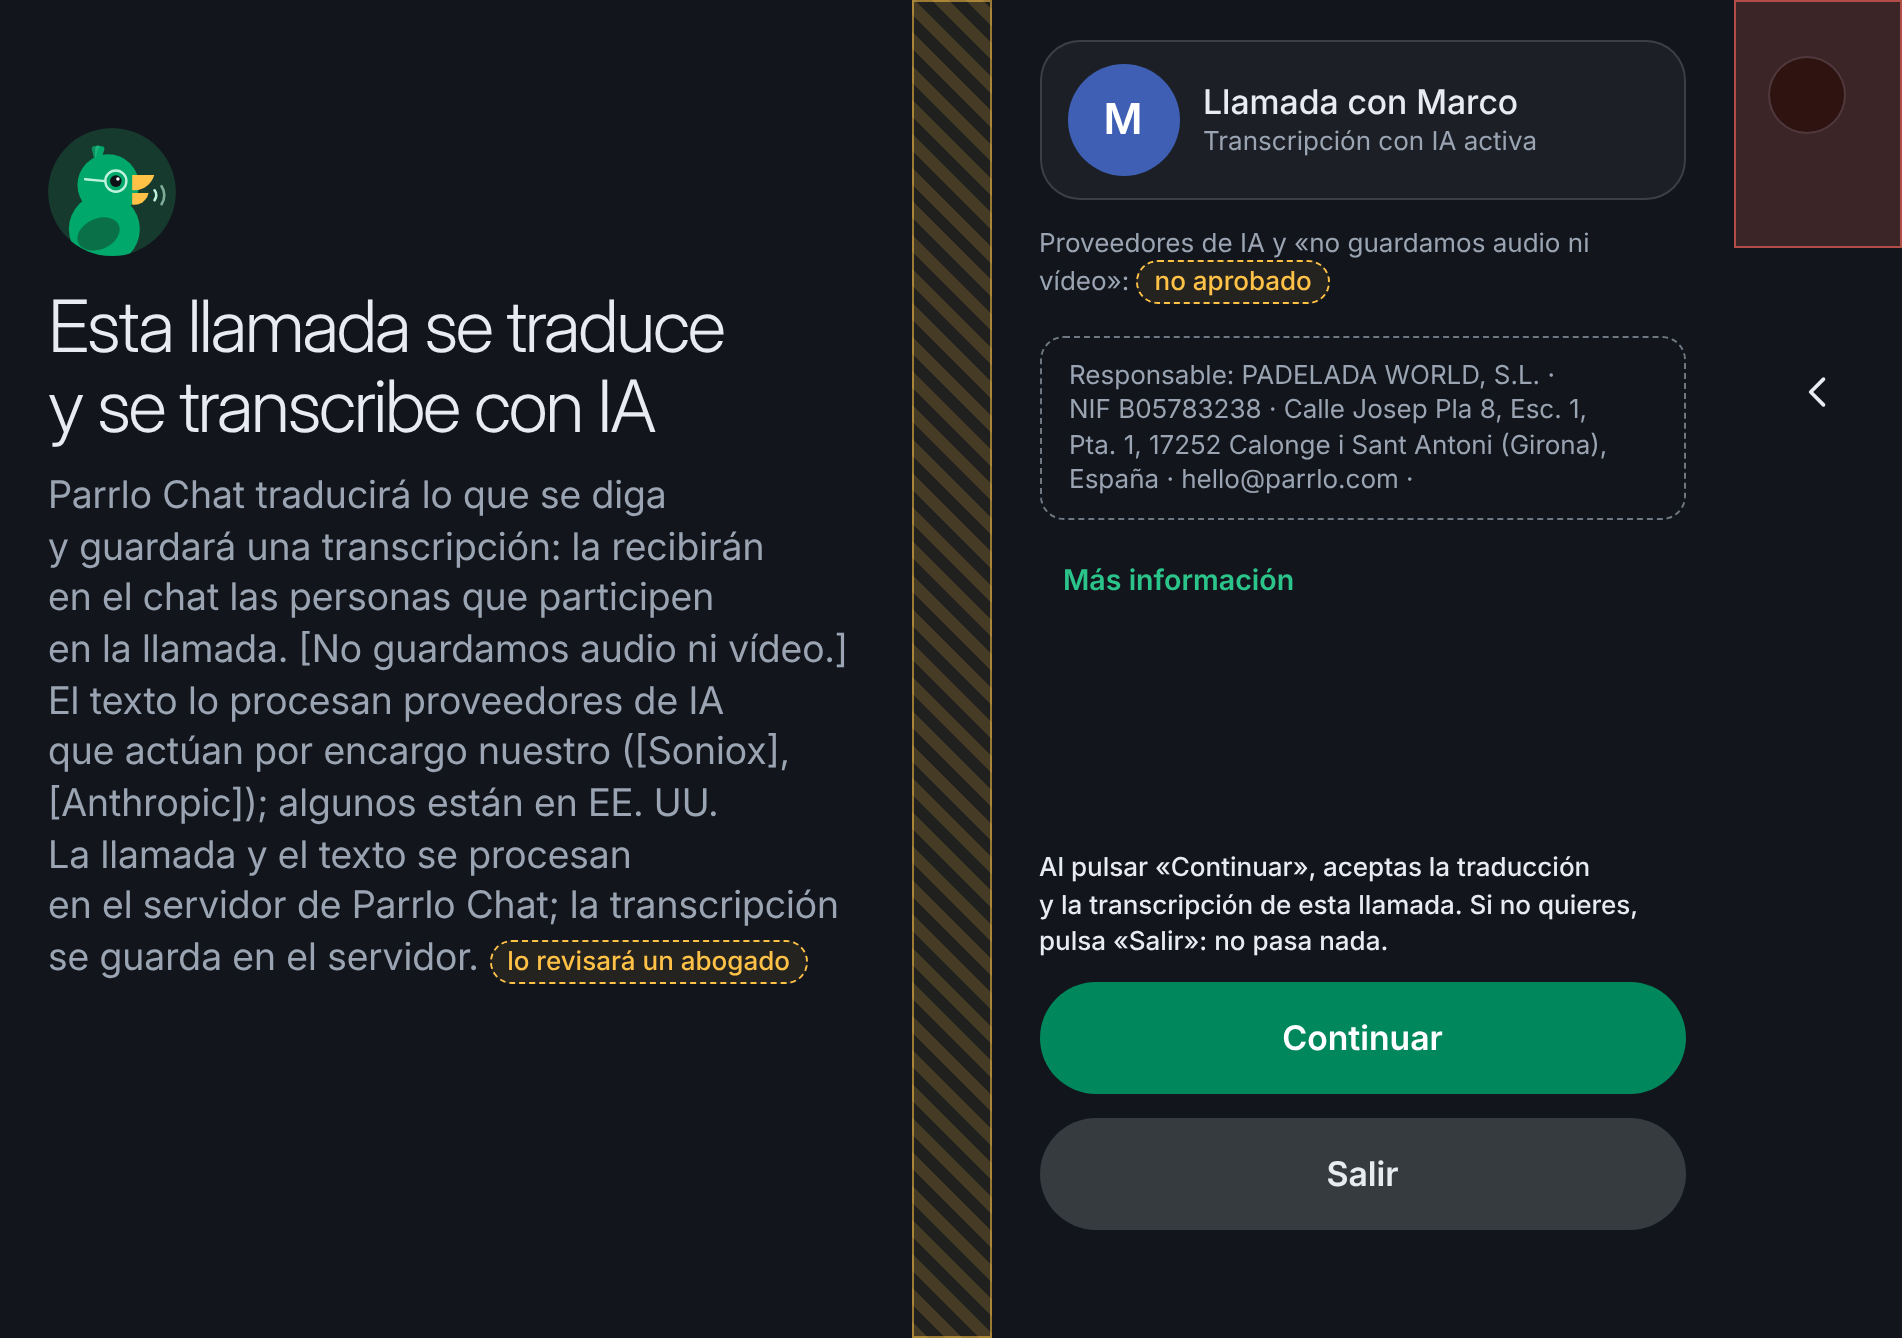 Esta llamada se traduce
y se transcribe con IA
Parrlo Chat traducirá lo que se diga
y guardará una transcripción: la recibirán
en el chat las personas que participen
en la llamada. [No guardamos audio ni vídeo.]
El texto lo procesan proveedores de IA
que actúan por encargo nuestro ([Soniox],
[Anthropic]); algunos están en EE. UU.
La llamada y el texto se procesan
en el servidor de Parrlo Chat; la transcripción
se guarda en el servidor. lo revisará un abogado
M
Llamada con Marco
Transcripción con IA activa
Proveedores de IA y «no guardamos audio ni
vídeo»: no aprobado
Responsable: PADELADA WORLD, S.L. ·
NIF B05783238 · Calle Josep Pla 8, Esc. 1,
Pta. 1, 17252 Calonge i Sant Antoni (Girona),
España · hello@parrlo.com ·
Más información
Al pulsar «Continuar», aceptas la traducción
y la transcripción de esta llamada. Si no quieres,
pulsa «Salir»: no pasa nada.
Continuar
Salir